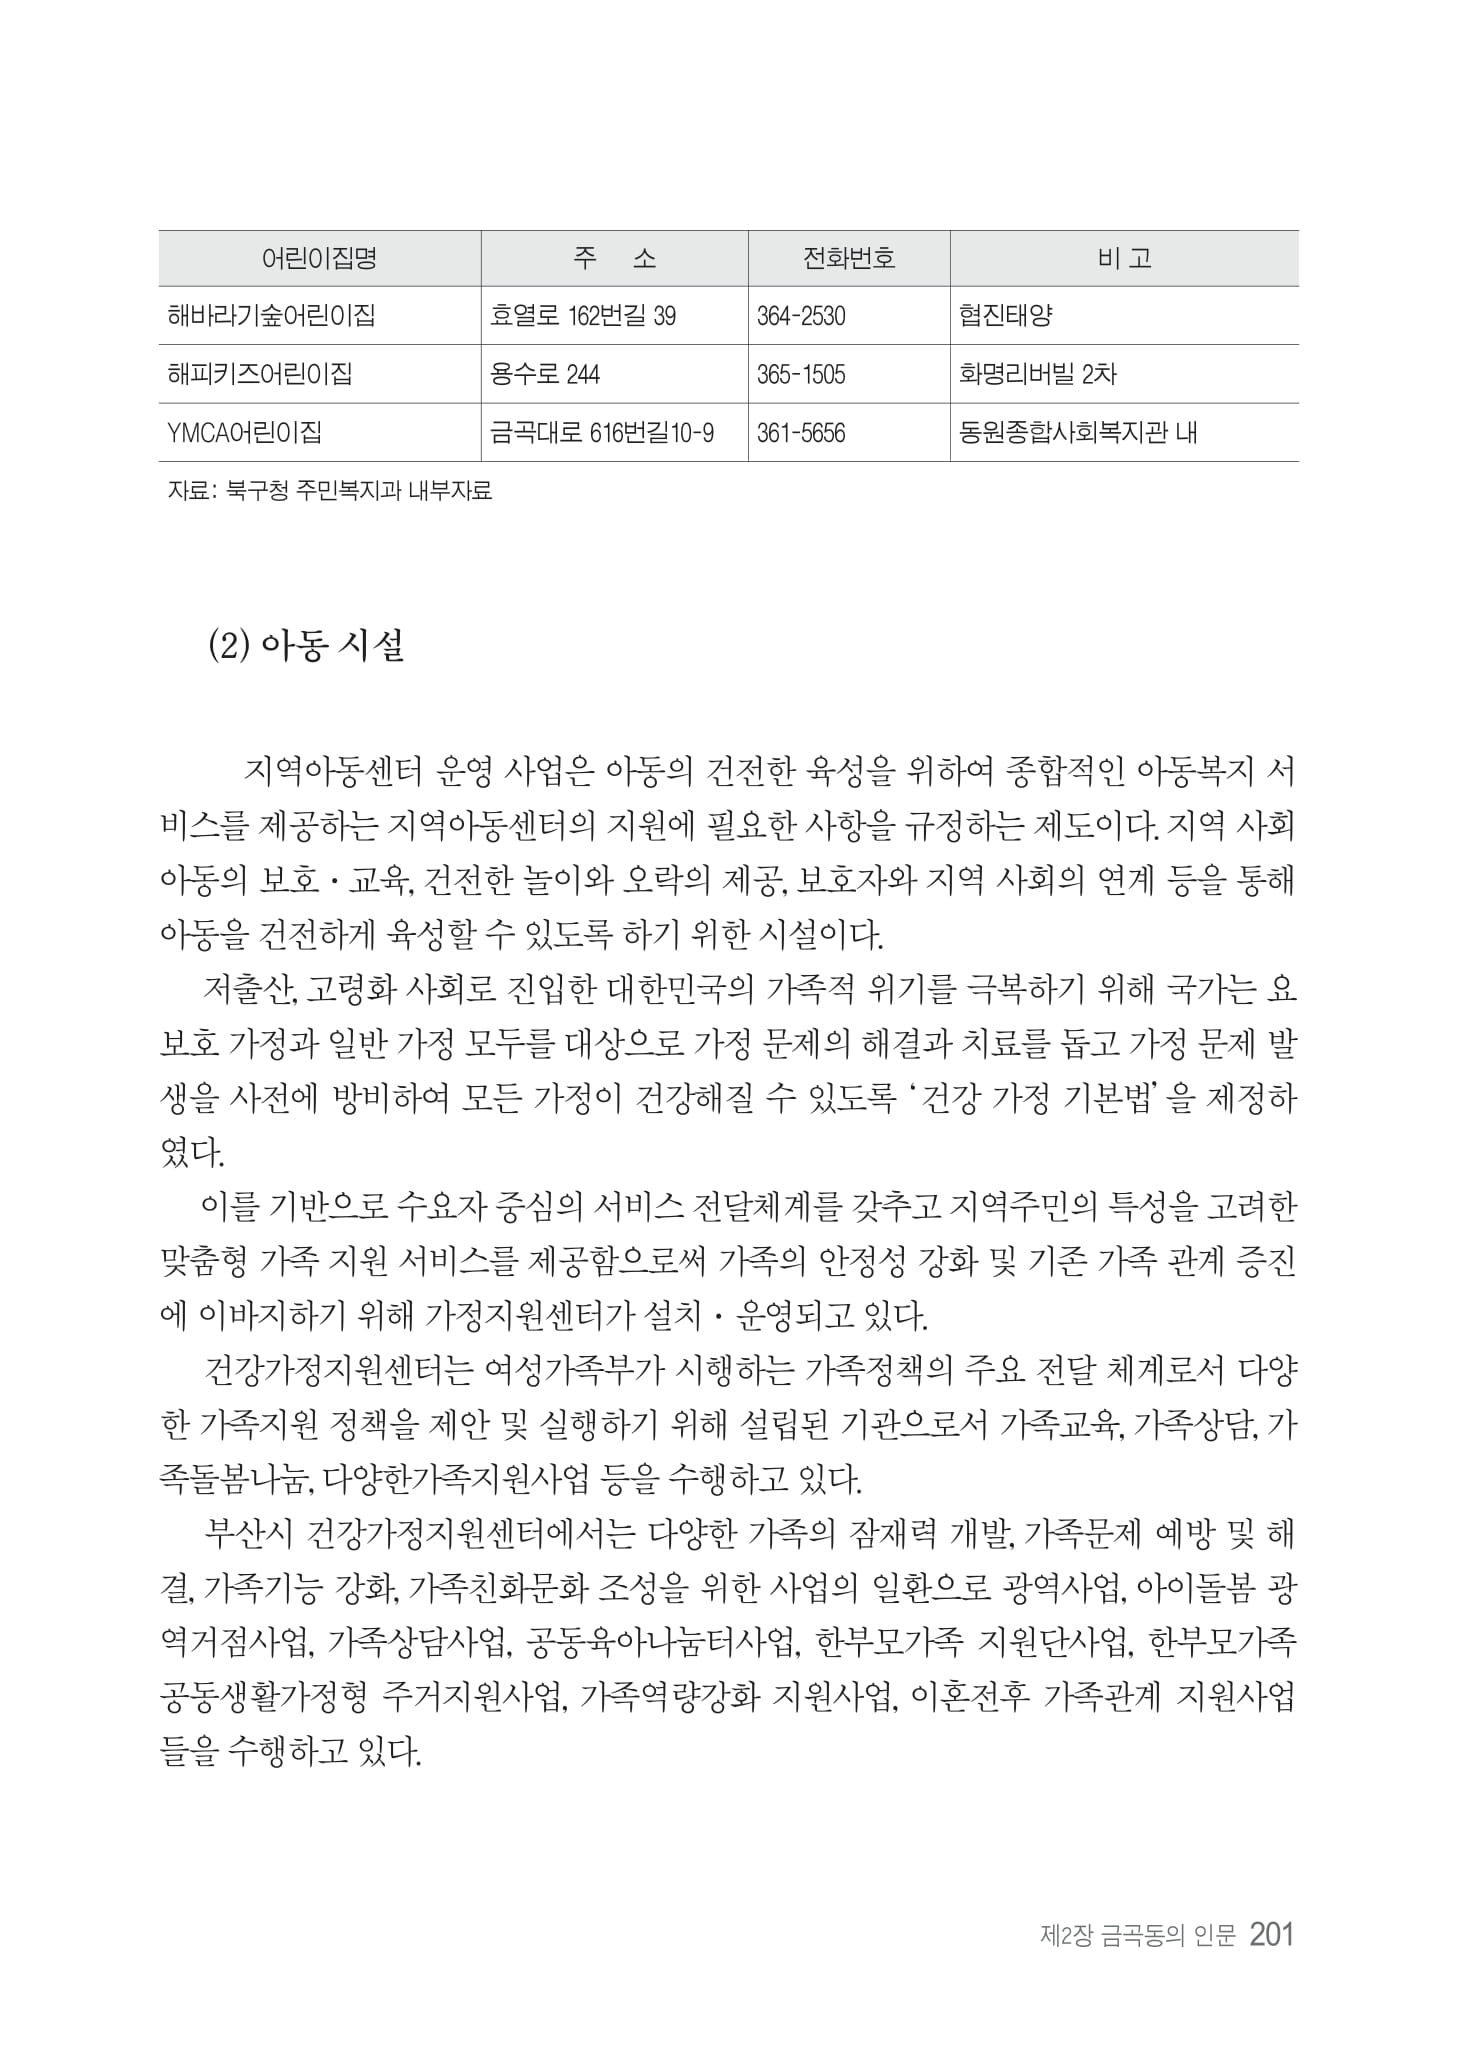 어린이집명 주 소 전화번호 비 고
해바라기숲어린이집 효열로 162번길 39 364-2530 협진태양
해피키즈어린이집 용수로 244 365-1505 화명리버빌 2차
YMCA어린이집 금곡대로 616번길10-9 361-5656 동원종합사회복지관 내
자료: 북구청 주민복지과 내부자료
(2) 아동 시설
지역아동센터 운영 사업은 아동의 건전한 육성을 위하여 종합적인 아동복지 서
비스를 제공하는 지역아동센터의 지원에 필요한 사항을 규정하는 제도이다. 지역 사회
아동의 보호·교육, 건전한 놀이와 오락의 제공, 보호자와 지역 사회의 연계 등을 통해
아동을 건전하게 육성할 수 있도록 하기 위한 시설이다.
저출산, 고령화 사회로 진입한 대한민국의 가족적 위기를 극복하기 위해 국가는 요
보호 가정과 일반 가정 모두를 대상으로 가정 문제의 해결과 치료를 돕고 가정 문제 발
생을 사전에 방비하여 모든 가정이 건강해질 수 있도록 ‘건강 가정 기본법’을 제정하
였다.
이를 기반으로 수요자 중심의 서비스 전달체계를 갖추고 지역주민의 특성을 고려한
맞춤형 가족 지원 서비스를 제공함으로써 가족의 안정성 강화 및 기존 가족 관계 증진
에 이바지하기 위해 가정지원센터가 설치·운영되고 있다.
건강가정지원센터는 여성가족부가 시행하는 가족정책의 주요 전달 체계로서 다양
한 가족지원 정책을 제안 및 실행하기 위해 설립된 기관으로서 가족교육, 가족상담, 가
족돌봄나눔, 다양한가족지원사업 등을 수행하고 있다.
부산시 건강가정지원센터에서는 다양한 가족의 잠재력 개발, 가족문제 예방 및 해
결, 가족기능 강화, 가족친화문화 조성을 위한 사업의 일환으로 광역사업, 아이돌봄 광
역거점사업, 가족상담사업, 공동육아나눔터사업, 한부모가족 지원단사업, 한부모가족
공동생활가정형 주거지원사업, 가족역량강화 지원사업, 이혼전후 가족관계 지원사업
들을 수행하고 있다.
제2장 금곡동의 인문 201